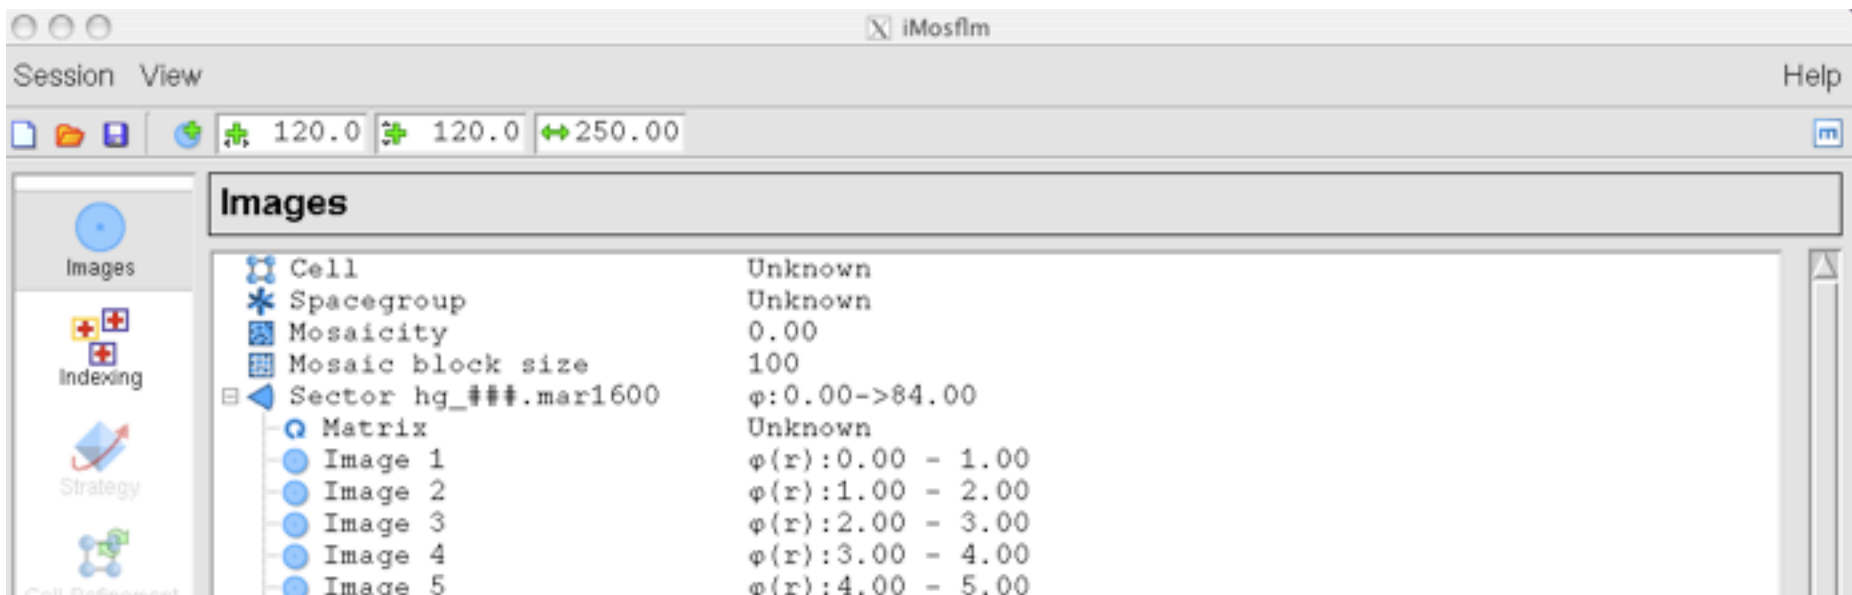 iMosflm
Session View Help
120.0 120.0 250.00
Images
Images
Cell Unknown
Spacegroup Unknown
Indexing
Mosaicity 0.00
Mosaic block size 100
Sector hg_###.mar1600 φ:0.00->84.00
Matrix Unknown
Image 1 φ(r):0.00 - 1.00
Strategy
Image 2 φ(r):1.00 - 2.00
Image 3 φ(r):2.00 - 3.00
Image 4 φ(r):3.00 - 4.00
Image 5 φ(r):4.00 - 5.00
Cell Refinement